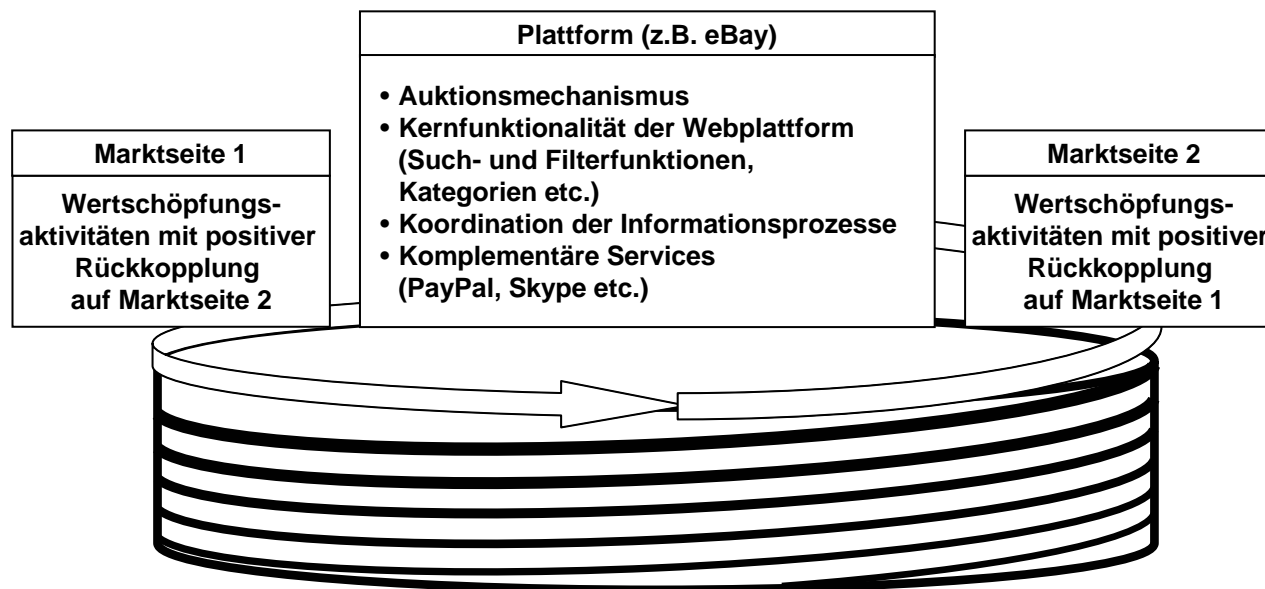 Plattform (z.B. eBay)
• Auktionsmechanismus
• Kernfunktionalität der Webplattform
(Such- und Filterfunktionen,
Kategorien etc.)
• Koordination der Informationsprozesse
• Komplementäre Services
(PayPal, Skype etc.)
Marktseite 1
Wertschöpfungs-
aktivitäten mit positiver
Rückkopplung
auf Marktseite 2
Marktseite 2
Wertschöpfungs-
aktivitäten mit positiver
Rückkopplung
auf Marktseite 1